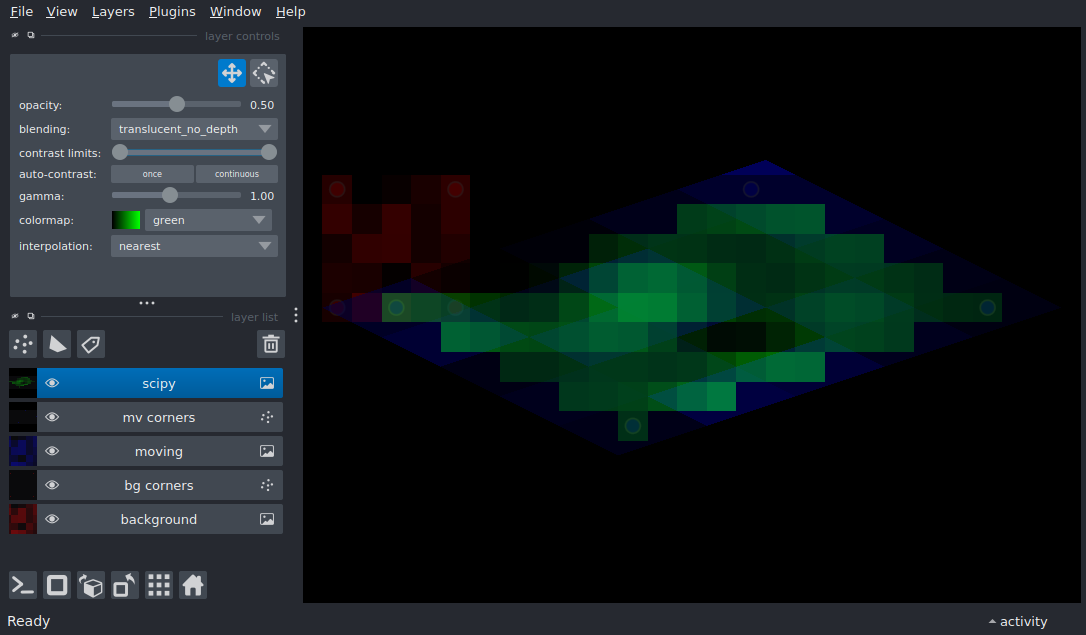 File View Layers Plugins Window Help
layer controls
opacity: 0.50
blending: translucent_no_depth
contrast limits:
auto-contrast: once continuous
gamma: 1.00
colormap: green
interpolation: nearest
layer list
scipy
mv corners
moving
bg corners
background
Ready activity